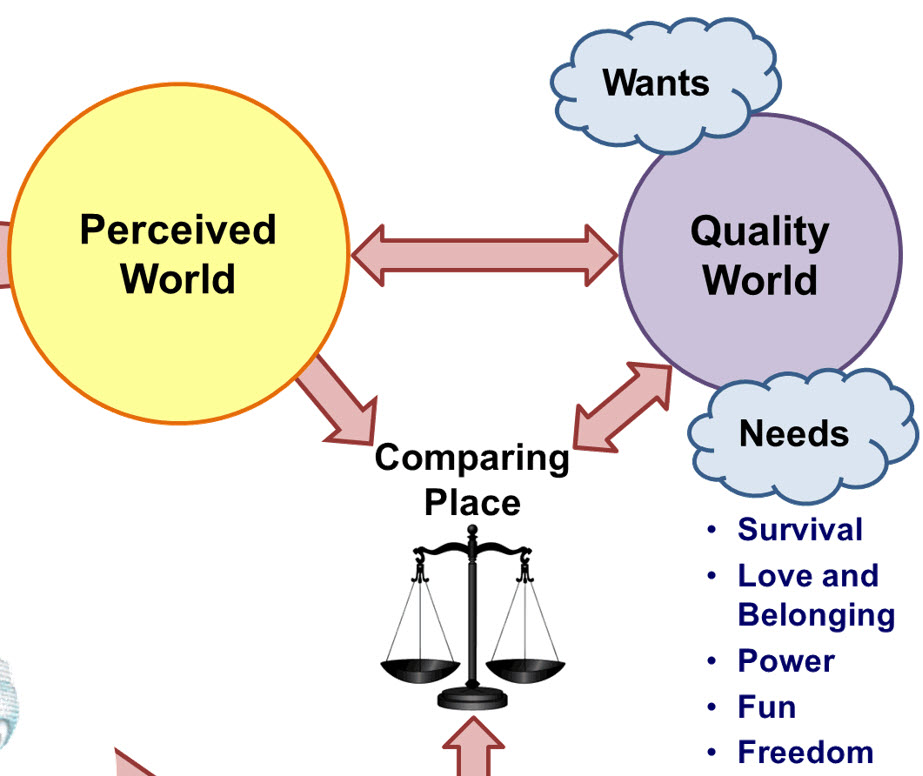 Wants
Perceived
World
Quality
World
Needs
Comparing
Place
• Survival
• Love and
Belonging
• Power
• Fun
• Freedom